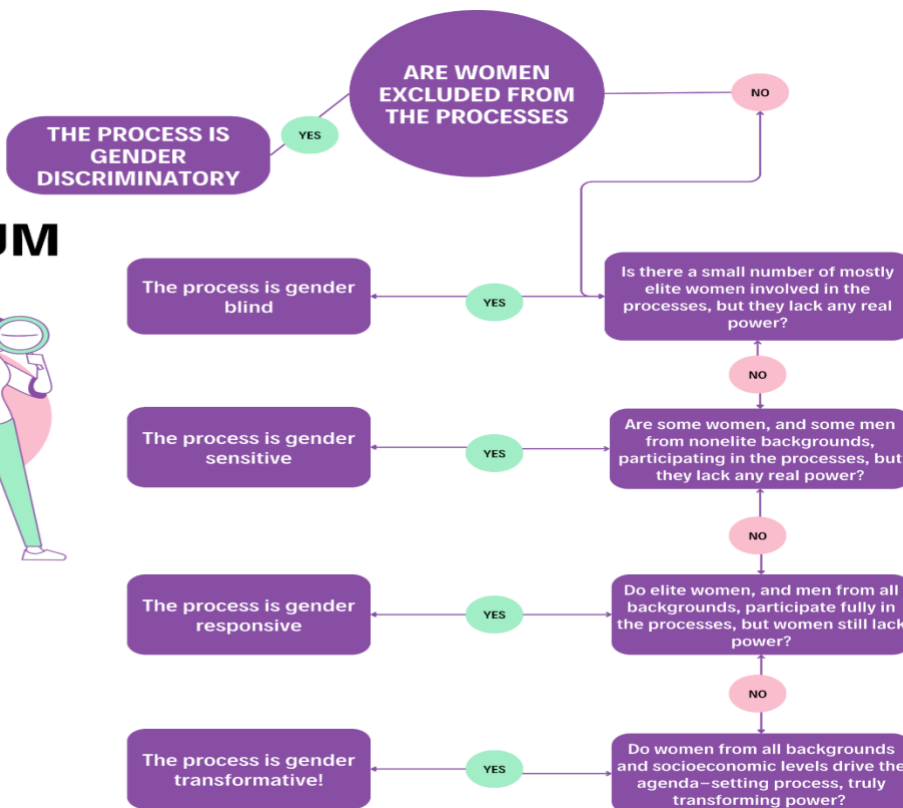 ARE WOMEN
EXCLUDED FROM
THE PROCESSES
NO
YES
THE PROCESS IS
GENDER
DISCRIMINATORY
UM
The process is gender
blind
YES
Is there a small number of mostly
elite women involved in the
processes, but they lack any real
power?
NO
The process is gender
sensitive
YES
Are some women, and some men
from nonelite backgrounds,
participating in the processes, but
they lack any real power?
NO
The process is gender
responsive
YES
Do elite women, and men from all
backgrounds, participate fully in
the processes, but women still lack
power?
NO
The process is gender
transformative!
YES
Do women from all backgrounds
and socioeconomic levels drive the
agenda–setting process, truly
transforming power?